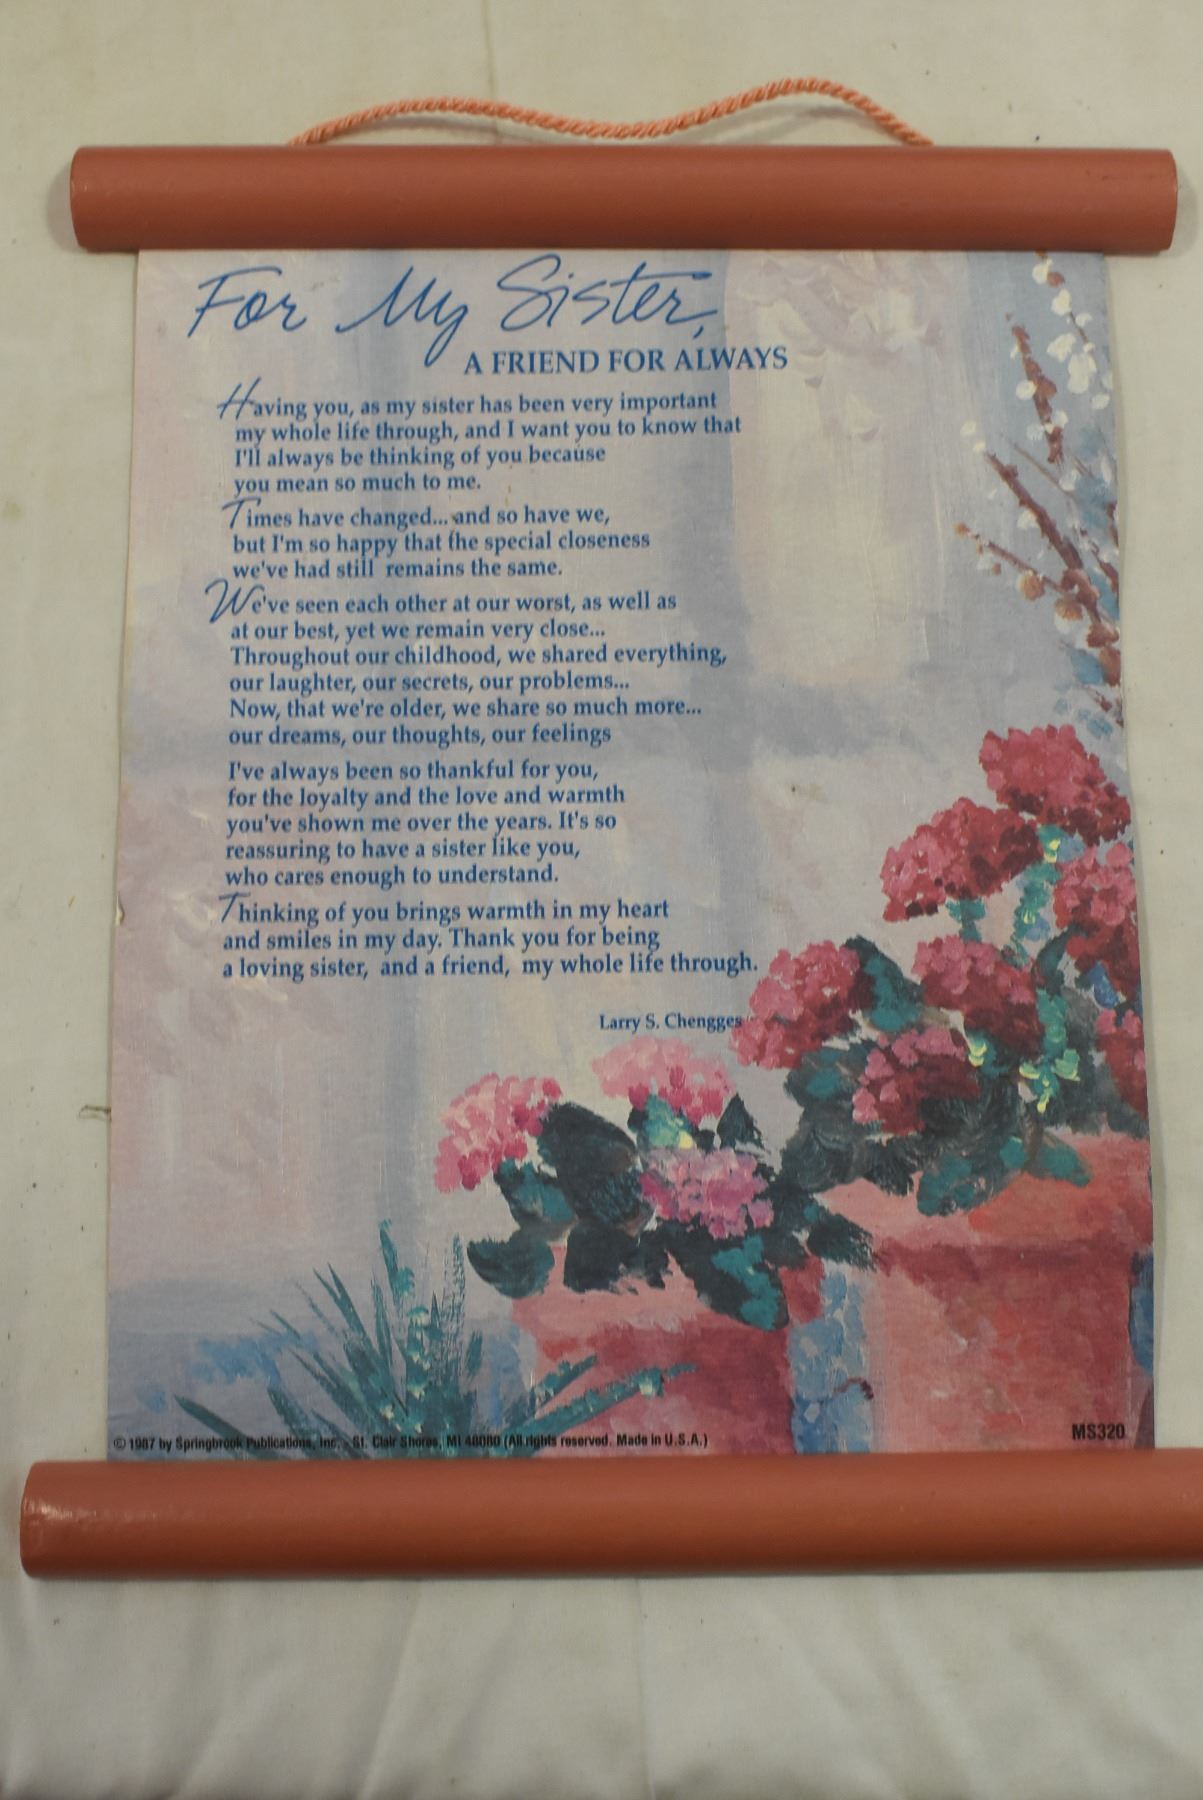 For My Sister,
A FRIEND FOR ALWAYS
Having you, as my sister has been very important
my whole life through, and I want you to know that
I'll always be thinking of you because
you mean so much to me.
Times have changed... and so have we,
but I'm so happy that the special closeness
we've had still remains the same.
We've seen each other at our worst, as well as
at our best, yet we remain very close...
Throughout our childhood, we shared everything,
our laughter, our secrets, our problems...
Now, that we're older, we share so much more...
our dreams, our thoughts, our feelings
I've always been so thankful for you,
for the loyalty and the love and warmth
you've shown me over the years. It's so
reassuring to have a sister like you,
who cares enough to understand.
Thinking of you brings warmth in my heart
and smiles in my day. Thank you for being
a loving sister, and a friend, my whole life through.
Larry S. Chengges
© 1987 by Springbrook Publications, Inc. - St. Clair Shores, MI 48080 (All rights reserved. Made in U.S.A.)
MS320